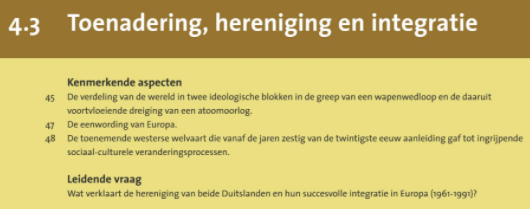 4.3 Toenadering, hereniging en integratie
Kenmerkende aspecten
45 De verdeling van de wereld in twee ideologische blokken in de greep van een wapenwedloop en de daaruit
voortvloeiende dreiging van een atoomoorlog.
47 De eenwording van Europa.
48 De toenemende westerse welvaart die vanaf de jaren zestig van de twintigste eeuw aanleiding gaf tot ingrijpende
sociaal-culturele veranderingsprocessen.
Leidende vraag
Wat verklaart de hereniging van beide Duitslanden en hun succesvolle integratie in Europa (1961-1991)?